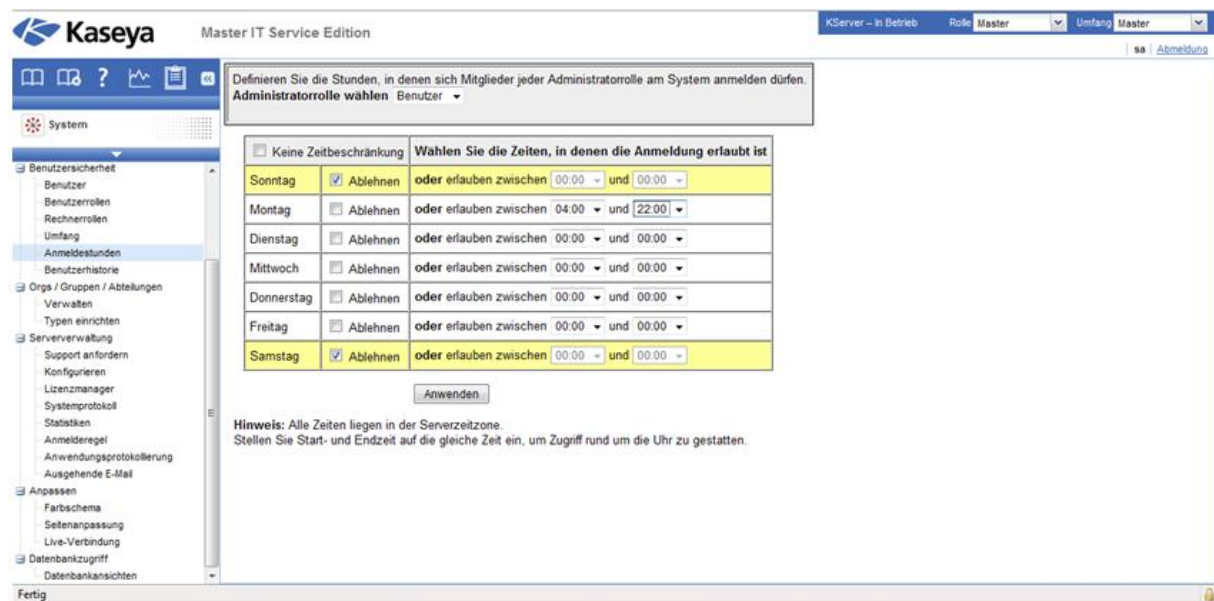 Kaseya Master IT Service Edition
KServer – in Betrieb Rolle Master Umfang Master
sa Abmeldung
System
Benutzersicherheit
Benutzer
Benutzerrollen
Rechnerrollen
Umfang
Anmeldestunden
Benutzerhistorie
Orgs / Gruppen / Abteilungen
Verwalten
Typen einrichten
Serververwaltung
Support anfordern
Konfigurieren
Lizenzmanager
Systemprotokoll
Statistiken
Anmelderegel
Anwendungsprotokollierung
Ausgehende E-Mail
Anpassen
Farbschema
Seitenanpassung
Live-Verbindung
Datenbankzugriff
Datenbankansichten
Definieren Sie die Stunden, in denen sich Mitglieder jeder Administratorrolle am System anmelden dürfen.
Administratorrolle wählen Benutzer
Keine Zeitbeschränkung Wählen Sie die Zeiten, in denen die Anmeldung erlaubt ist
Sonntag Ablehnen oder erlauben zwischen 00:00 und 00:00
Montag Ablehnen oder erlauben zwischen 04:00 und 22:00
Dienstag Ablehnen oder erlauben zwischen 00:00 und 00:00
Mittwoch Ablehnen oder erlauben zwischen 00:00 und 00:00
Donnerstag Ablehnen oder erlauben zwischen 00:00 und 00:00
Freitag Ablehnen oder erlauben zwischen 00:00 und 00:00
Samstag Ablehnen oder erlauben zwischen 00:00 und 00:00
Anwenden
Hinweis: Alle Zeiten liegen in der Serverzeitzone.
Stellen Sie Start- und Endzeit auf die gleiche Zeit ein, um Zugriff rund um die Uhr zu gestatten.
Fertig